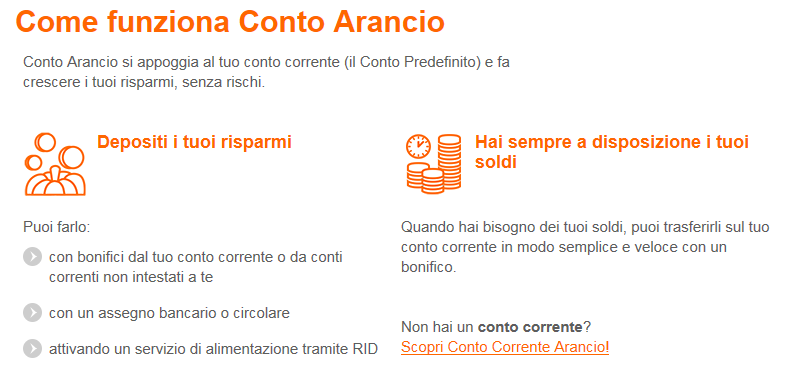 Come funziona Conto Arancio
Conto Arancio si appoggia al tuo conto corrente (il Conto Predefinito) e fa
crescere i tuoi risparmi, senza rischi.
Depositi i tuoi risparmi
Puoi farlo:
con bonifici dal tuo conto corrente o da conti
correnti non intestati a te
con un assegno bancario o circolare
attivando un servizio di alimentazione tramite RID
Hai sempre a disposizione i tuoi
soldi
Quando hai bisogno dei tuoi soldi, puoi trasferirli sul tuo
conto corrente in modo semplice e veloce con un
bonifico.
Non hai un conto corrente?
Scopri Conto Corrente Arancio!